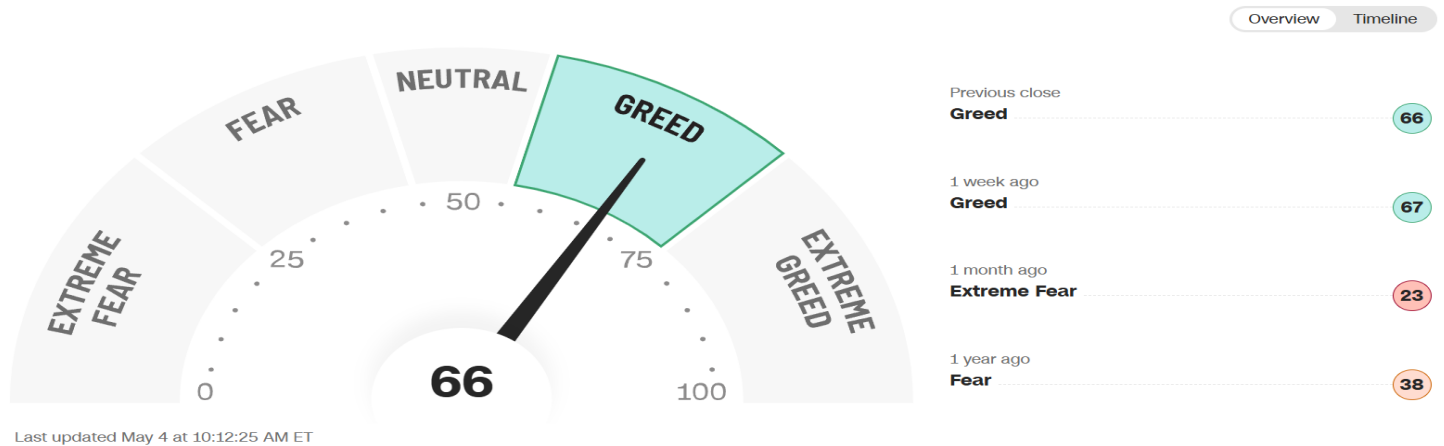 Overview Timeline
NEUTRAL
FEAR
GREED
EXTREME
FEAR
EXTREME
GREED
0
25
50
75
100
66
Last updated May 4 at 10:12:25 AM ET
Previous close
Greed 66
1 week ago
Greed 67
1 month ago
Extreme Fear 23
1 year ago
Fear 38